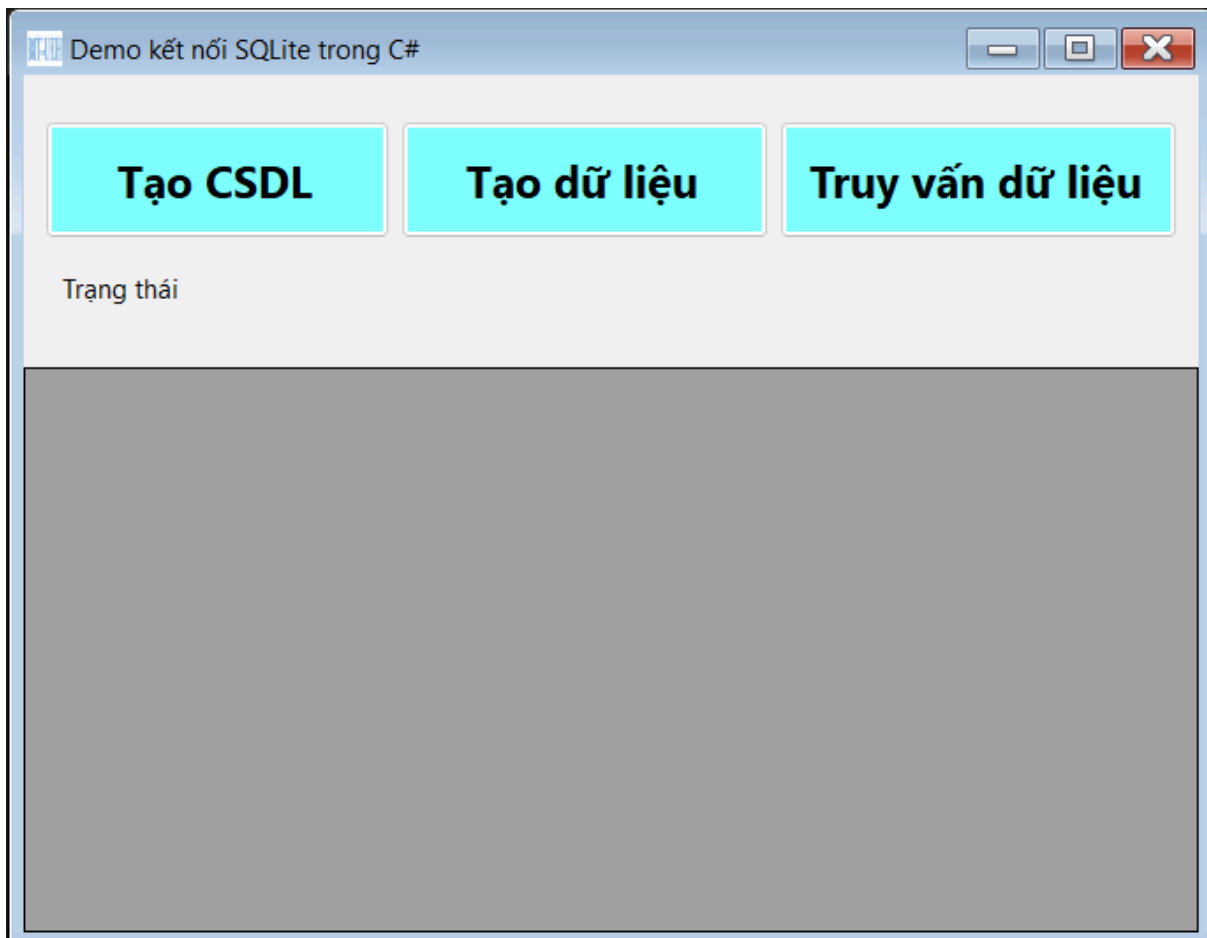 Demo kết nối SQLite trong C#
Tạo CSDL Tạo dữ liệu Truy vấn dữ liệu
Trạng thái